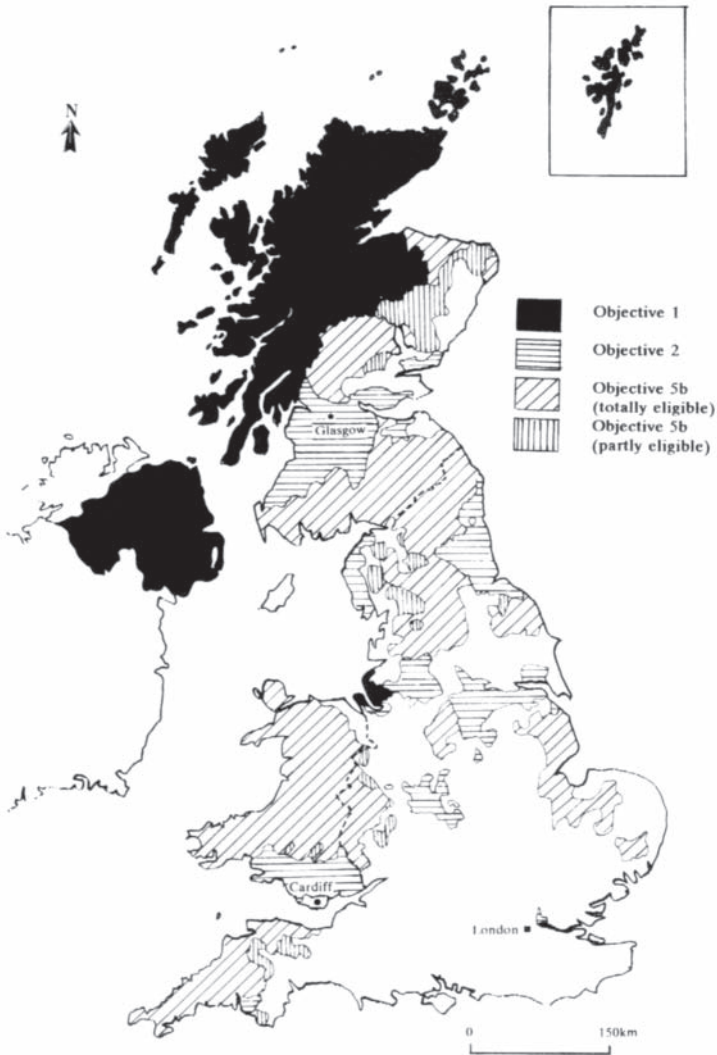 N
Objective 1
Objective 2
Objective 5b
(totally eligible)
Objective 5b
(partly eligible)
Glasgow
Cardiff
London
0 150km